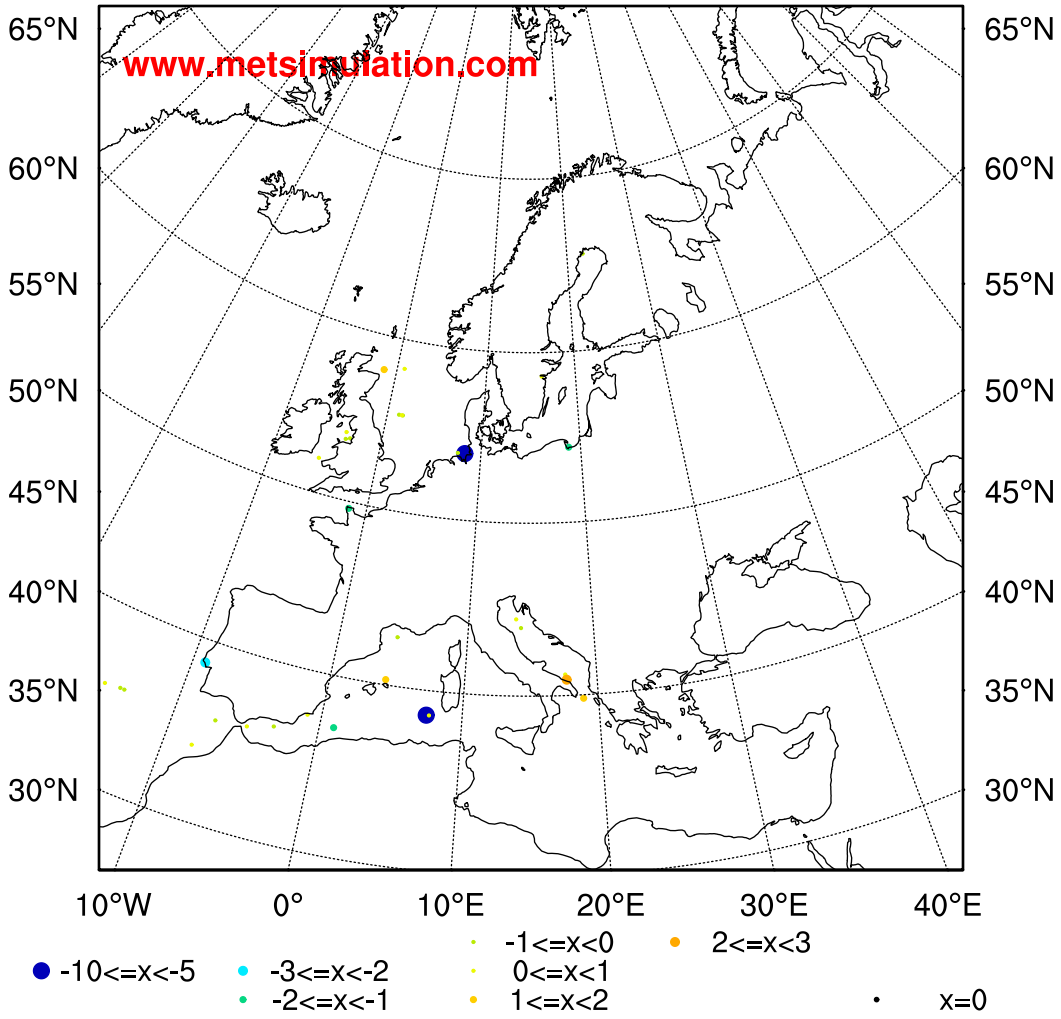 65°N 65°N
www.metsimulation.com
60°N 60°N
55°N 55°N
50°N 50°N
45°N 45°N
40°N 40°N
35°N 35°N
30°N 30°N
10°W 0° 10°E 20°E 30°E 40°E
-1<=x<0 2<=x<3
-10<=x<-5 -3<=x<-2 0<=x<1
-2<=x<-1 1<=x<2 x=0